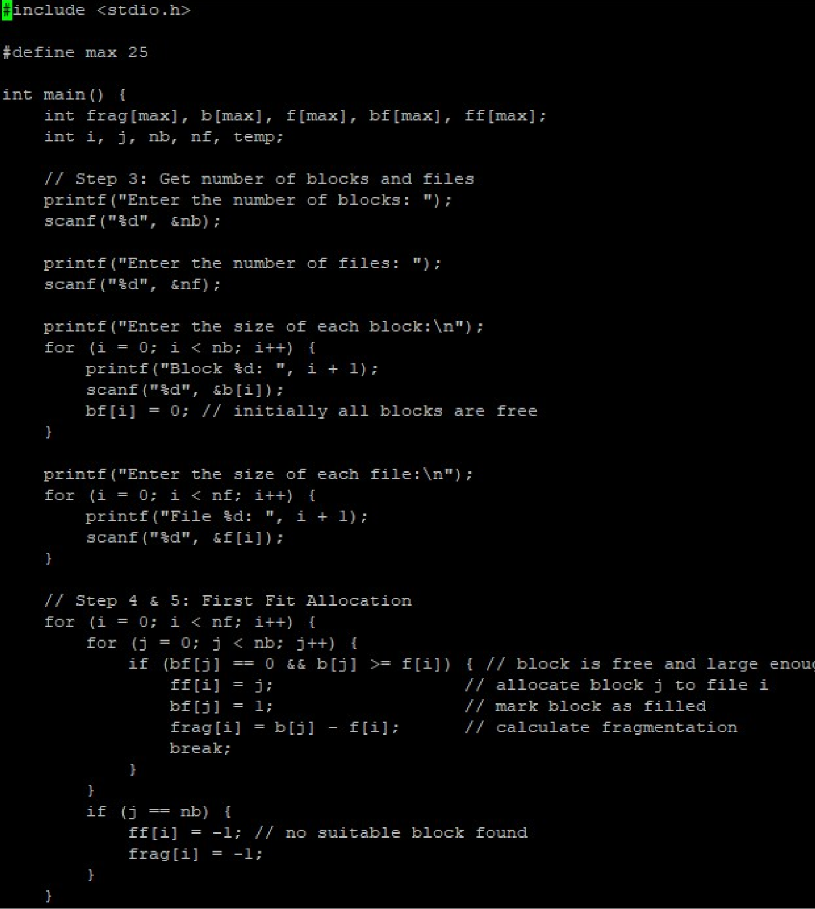 #include <stdio.h>

#define max 25

int main() {
    int frag[max], b[max], f[max], bf[max], ff[max];
    int i, j, nb, nf, temp;

    // Step 3: Get number of blocks and files
    printf("Enter the number of blocks: ");
    scanf("%d", &nb);

    printf("Enter the number of files: ");
    scanf("%d", &nf);

    printf("Enter the size of each block:\n");
    for (i = 0; i < nb; i++) {
        printf("Block %d: ", i + 1);
        scanf("%d", &b[i]);
        bf[i] = 0; // initially all blocks are free
    }

    printf("Enter the size of each file:\n");
    for (i = 0; i < nf; i++) {
        printf("File %d: ", i + 1);
        scanf("%d", &f[i]);
    }

    // Step 4 & 5: First Fit Allocation
    for (i = 0; i < nf; i++) {
        for (j = 0; j < nb; j++) {
            if (bf[j] == 0 && b[j] >= f[i]) { // block is free and large enoug
                ff[i] = j;                  // allocate block j to file i
                bf[j] = 1;                  // mark block as filled
                frag[i] = b[j] - f[i];      // calculate fragmentation
                break;
            }
        }
        if (j == nb) {
            ff[i] = -1; // no suitable block found
            frag[i] = -1;
        }
    }